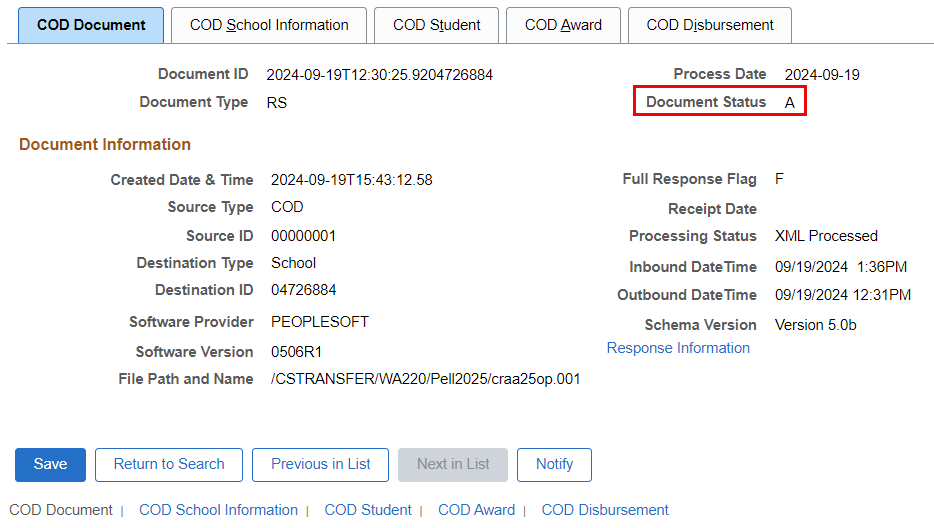 COD Document COD School Information COD Student COD Award COD Disbursement
Document ID 2024-09-19T12:30:25.9204726884 Process Date 2024-09-19
Document Type RS Document Status A
Document Information
Created Date & Time 2024-09-19T15:43:12.58 Full Response Flag F
Source Type COD Receipt Date
Source ID 00000001 Processing Status XML Processed
Destination Type School Inbound DateTime 09/19/2024 1:36PM
Destination ID 04726884 Outbound DateTime 09/19/2024 12:31PM
Software Provider PEOPLESOFT Schema Version Version 5.0b
Software Version 0506R1 Response Information
File Path and Name /CSTRANSFER/WA220/Pell2025/craa25op.001
Save Return to Search Previous in List Next in List Notify
COD Document | COD School Information | COD Student | COD Award | COD Disbursement